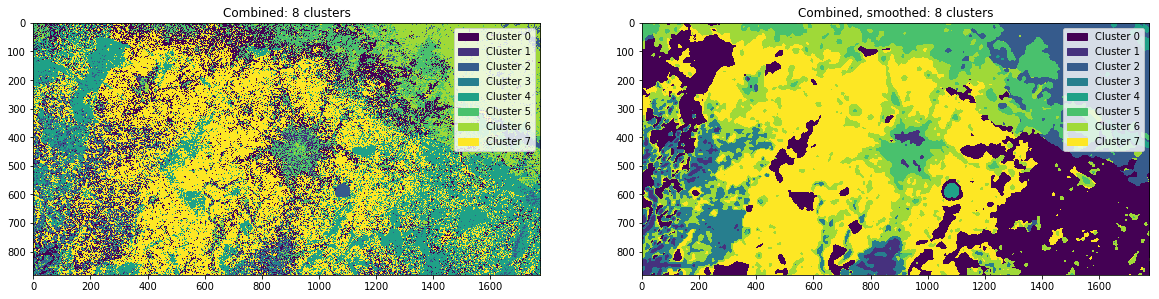 Combined: 8 clusters
0
100
200
300
400
500
600
700
800
0 200 400 600 800 1000 1200 1400 1600
Cluster 0
Cluster 1
Cluster 2
Cluster 3
Cluster 4
Cluster 5
Cluster 6
Cluster 7
Combined, smoothed: 8 clusters
0
100
200
300
400
500
600
700
800
0 200 400 600 800 1000 1200 1400 1600
Cluster 0
Cluster 1
Cluster 2
Cluster 3
Cluster 4
Cluster 5
Cluster 6
Cluster 7